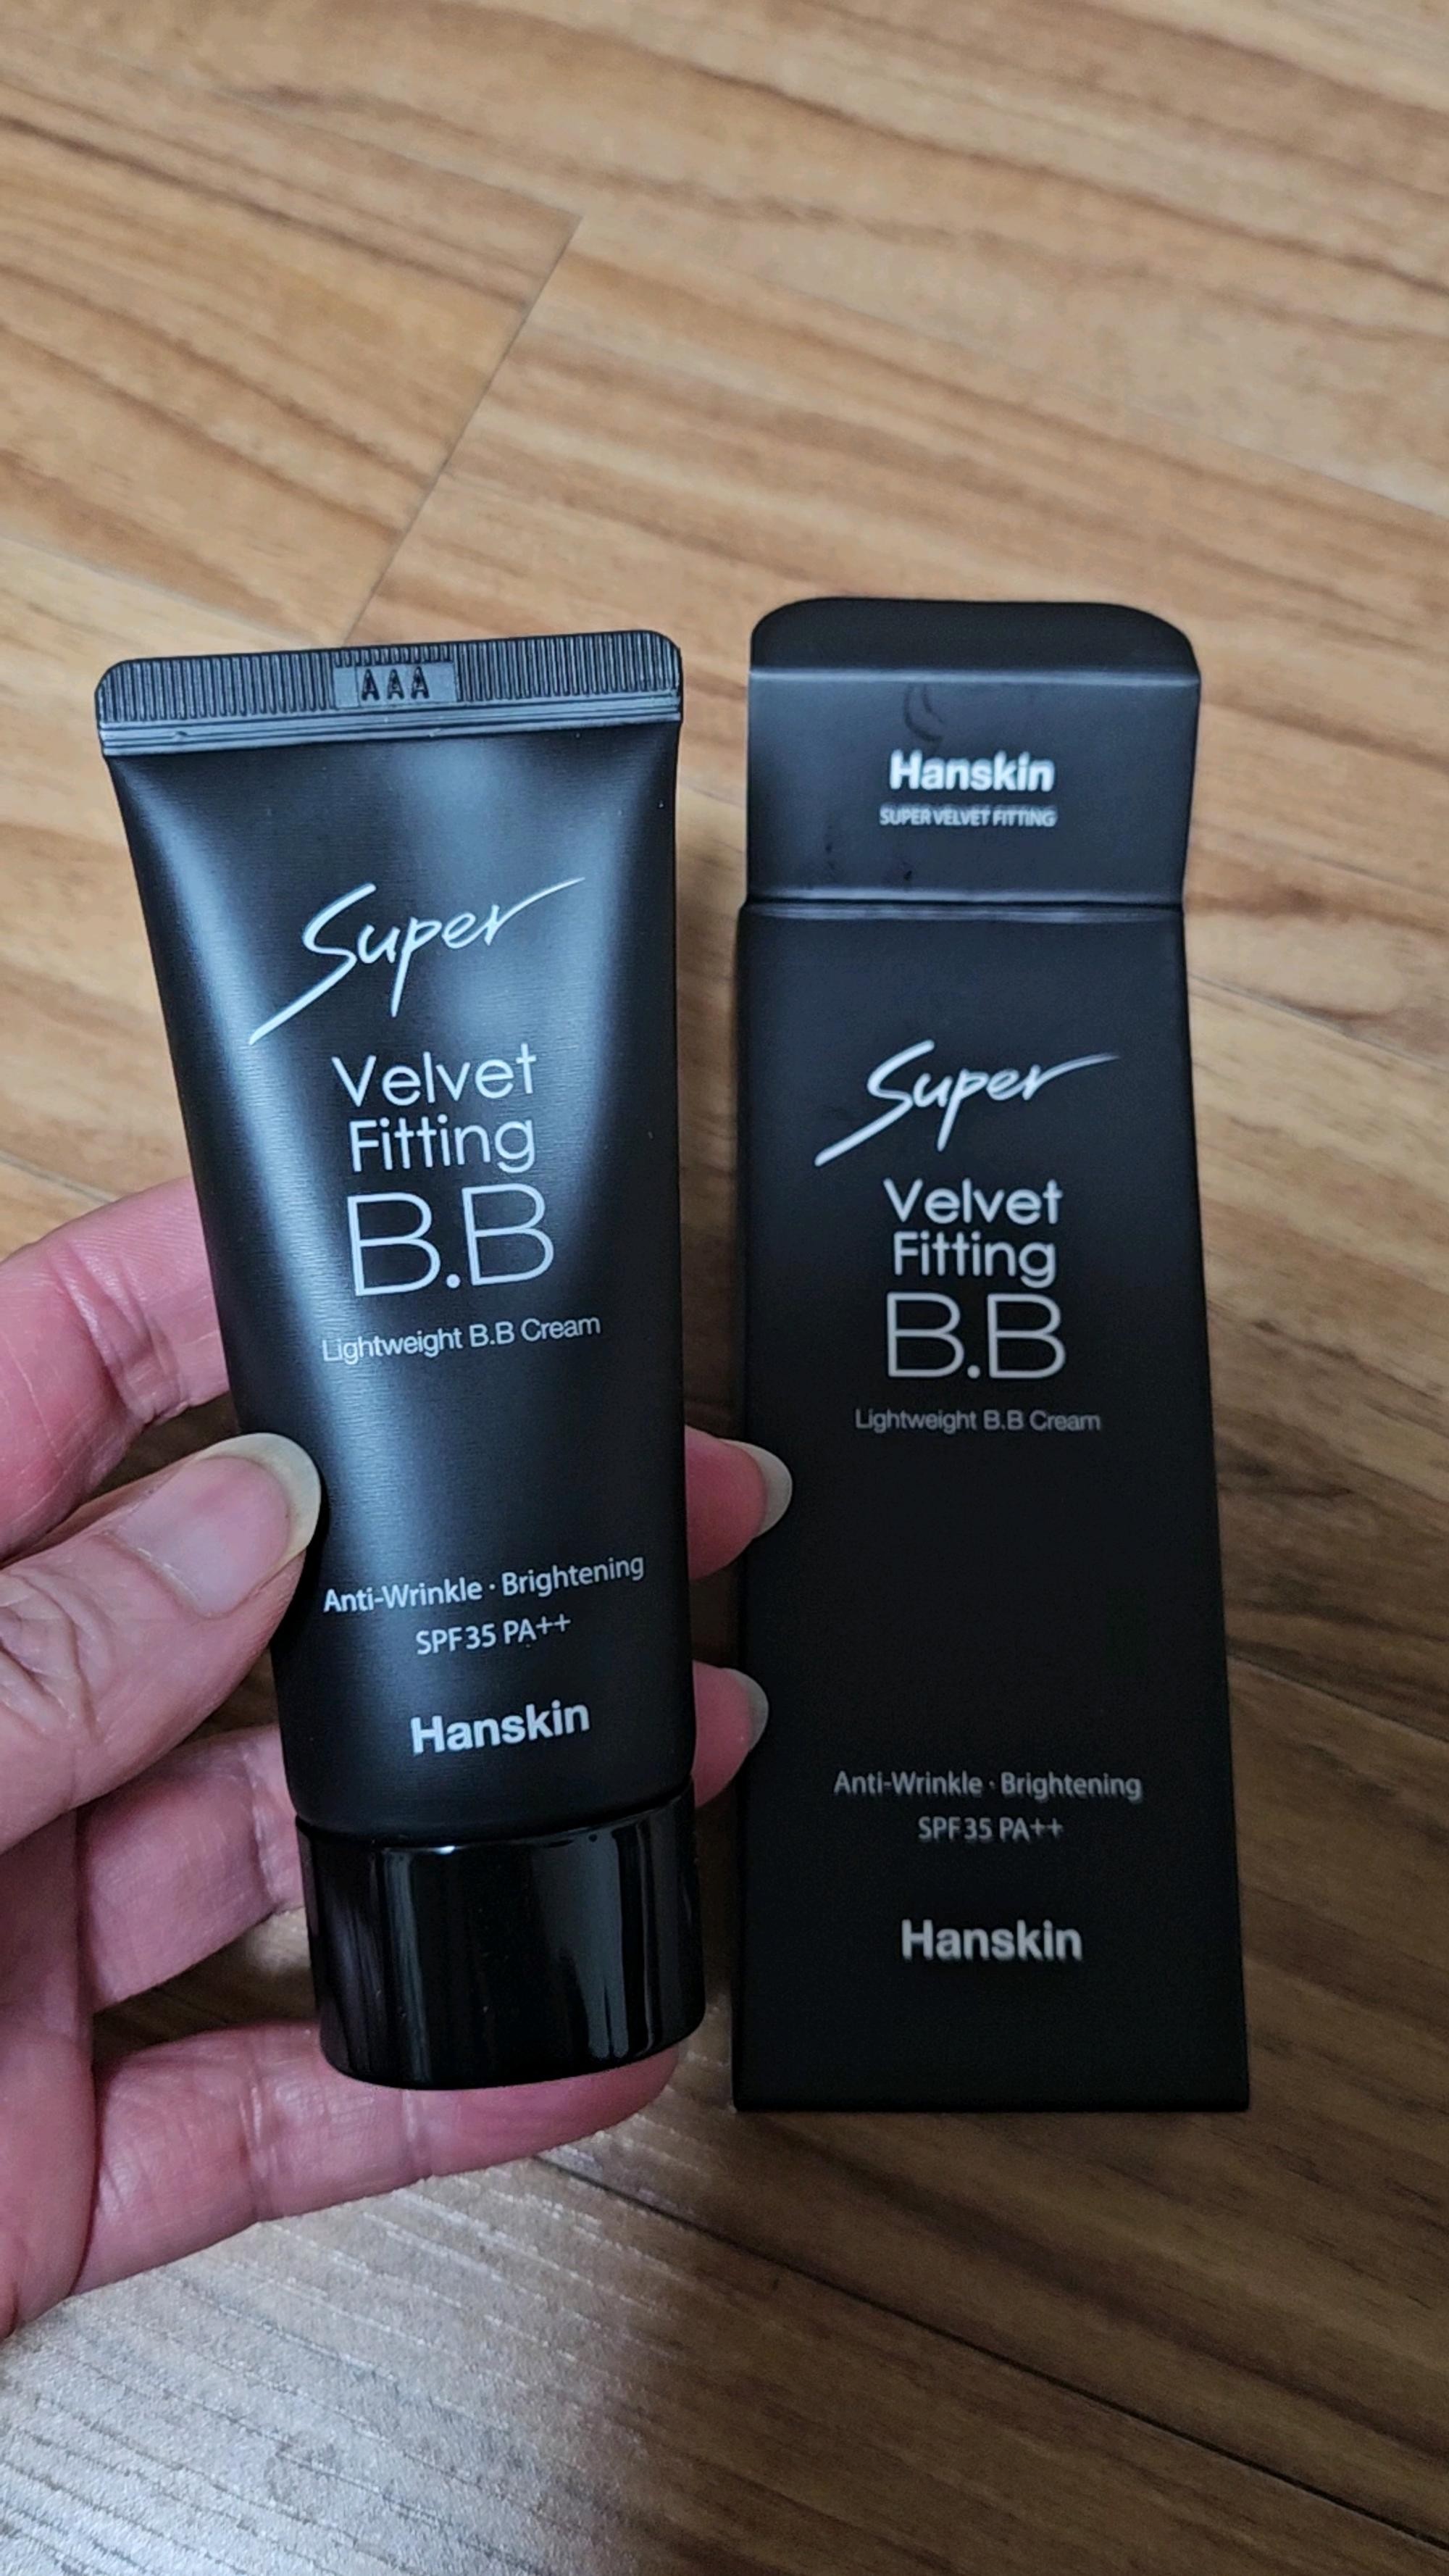 AAA
Super
Velvet
Fitting
B.B
Lightweight B.B Cream
Anti-Wrinkle · Brightening
SPF35 PA++
Hanskin
Hanskin
SUPER VELVET FITTING
Super
Velvet
Fitting
B.B
Lightweight B.B Cream
Anti-Wrinkle · Brightening
SPF35 PA++
Hanskin